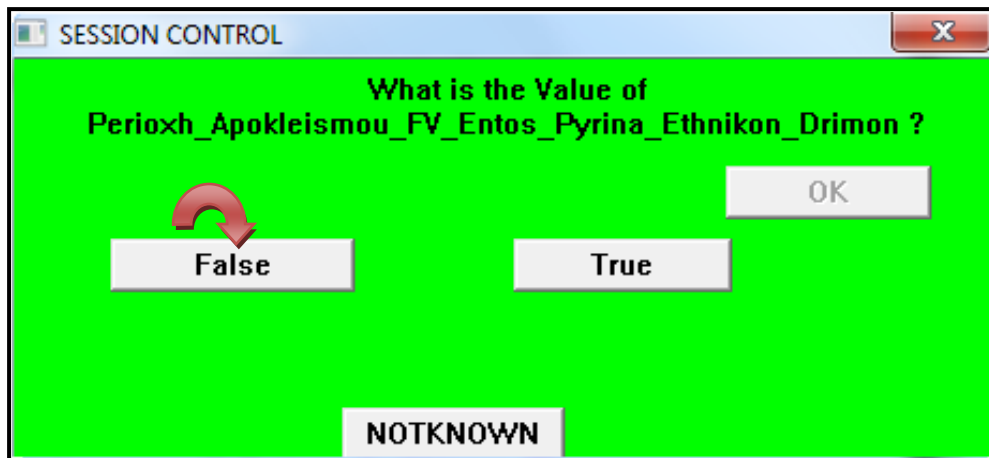 SESSION CONTROL
What is the Value of
Perioxh_Apokleismou_FV_Entos_Pyrina_Ethnikon_Drimon ?
OK
False
True
NOTKNOWN